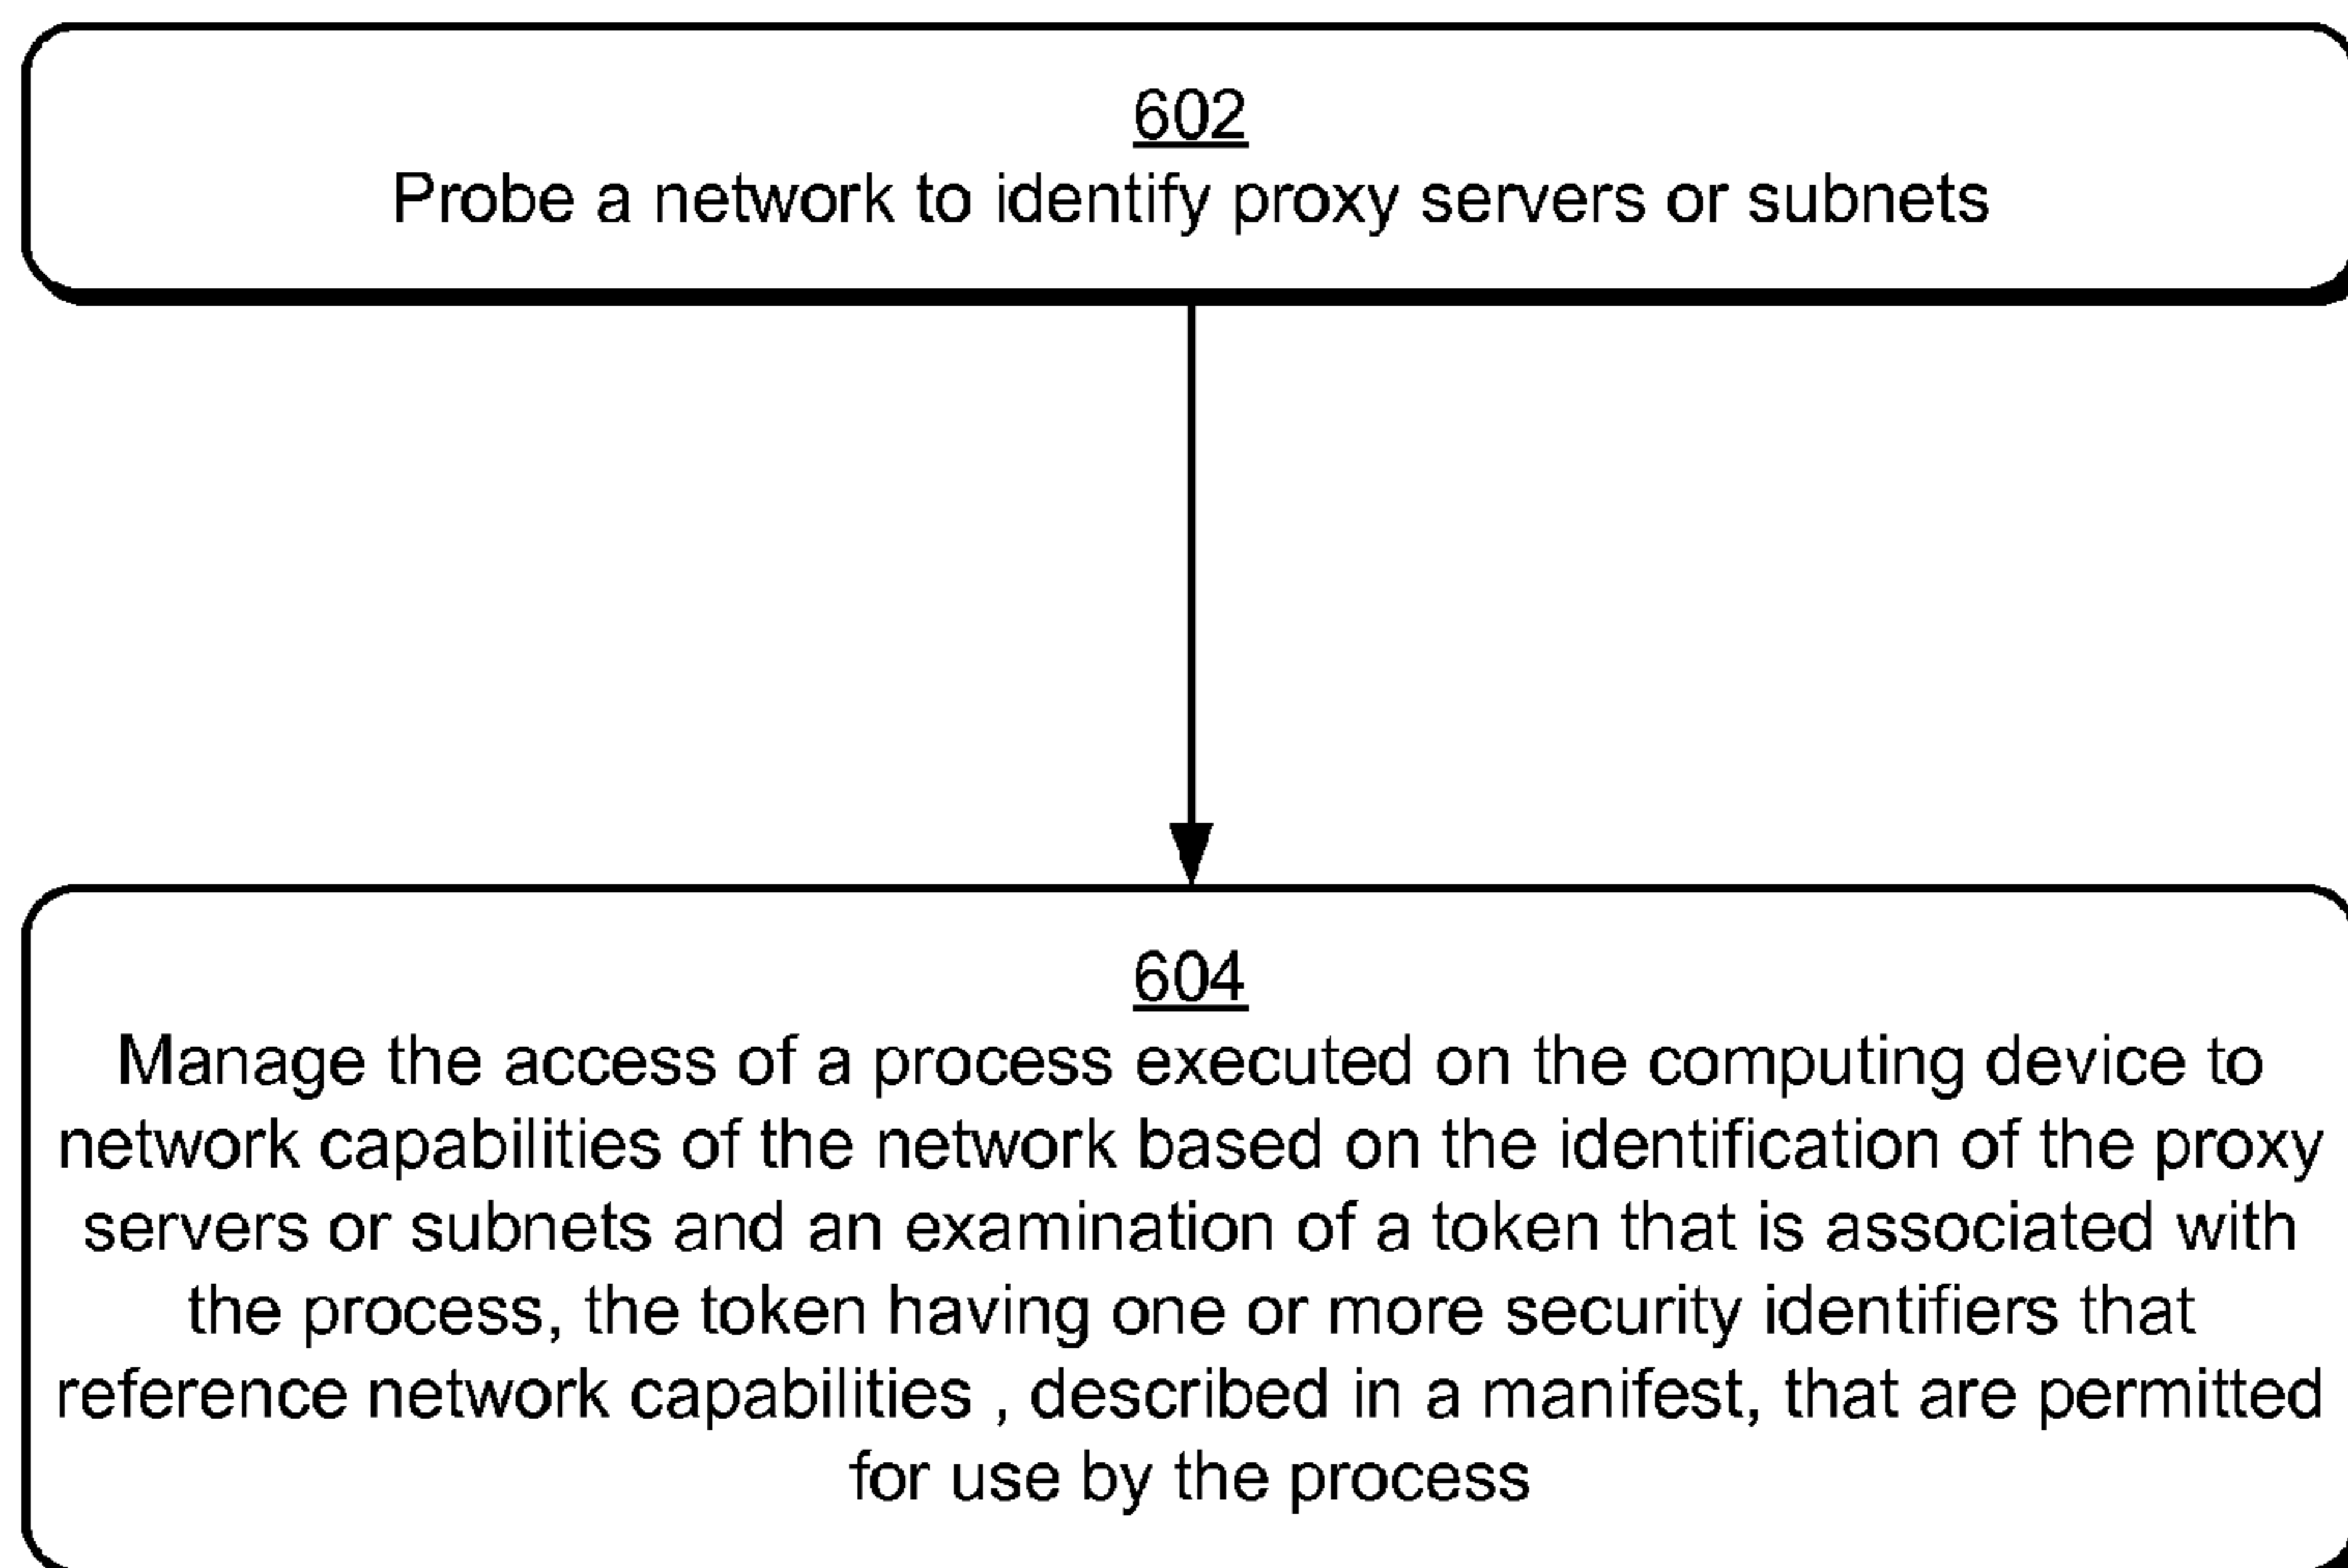 602
Probe a network to identify proxy servers or subnets
604
Manage the access of a process executed on the computing device to
network capabilities of the network based on the identification of the proxy
servers or subnets and an examination of a token that is associated with
the process, the token having one or more security identifiers that
reference network capabilities , described in a manifest, that are permitted
for use by the process